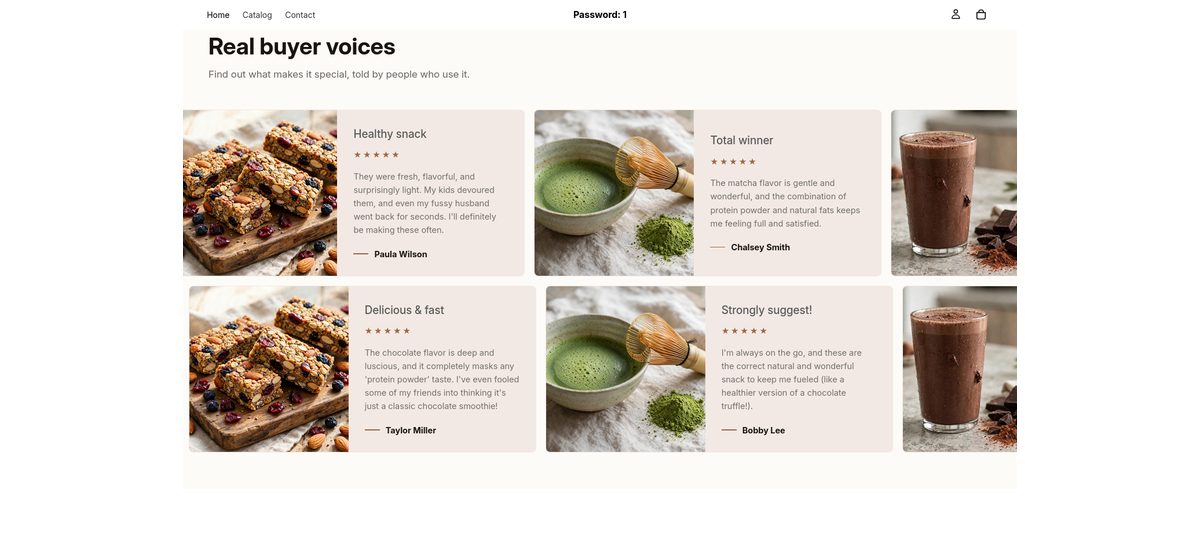 Home Catalog Contact Password: 1
Real buyer voices
Find out what makes it special, told by people who use it.
Healthy snack
★★★★★
They were fresh, flavorful, and
surprisingly light. My kids devoured
them, and even my fussy husband
went back for seconds. I'll definitely
be making these often.
Paula Wilson
Total winner
★★★★★
The matcha flavor is gentle and
wonderful, and the combination of
protein powder and natural fats keeps
me feeling full and satisfied.
Chalsey Smith
Delicious & fast
★★★★★
The chocolate flavor is deep and
luscious, and it completely masks any
'protein powder' taste. I've even fooled
some of my friends into thinking it's
just a classic chocolate smoothie!
Taylor Miller
Strongly suggest!
★★★★★
I'm always on the go, and these are
the correct natural and wonderful
snack to keep me fueled (like a
healthier version of a chocolate
truffle!).
Bobby Lee